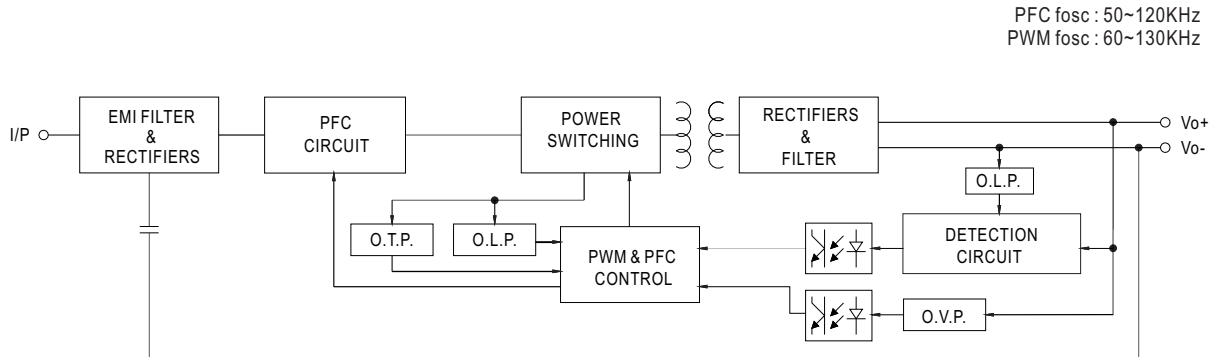 PFC fosc : 50~120KHz
PWM fosc : 60~130KHz
I/P
EMI FILTER
&
RECTIFIERS
PFC
CIRCUIT
POWER
SWITCHING
RECTIFIERS
&
FILTER
Vo+
Vo-
O.L.P.
O.T.P.
O.L.P.
PWM & PFC
CONTROL
DETECTION
CIRCUIT
O.V.P.